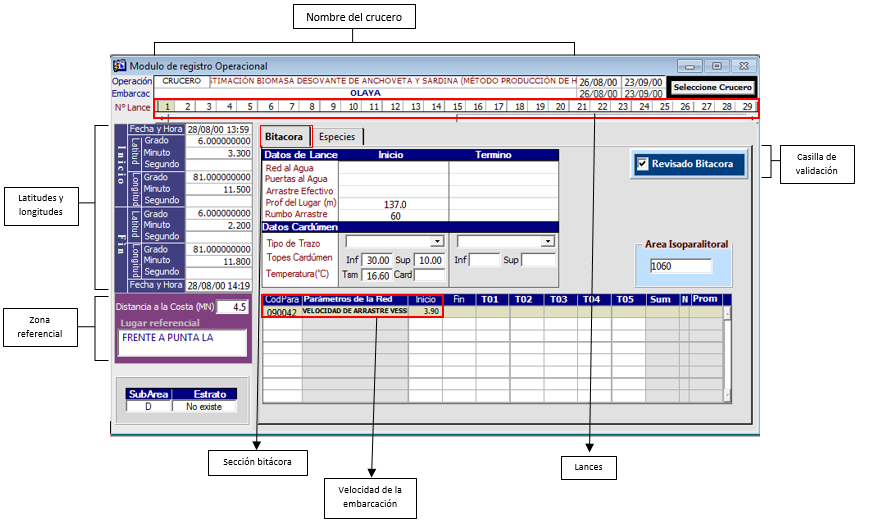 Nombre del crucero
Modulo de registro Operacional
Operación CRUCERO STIMACIÓN BIOMASA DESOVANTE DE ANCHOVETA Y SARDINA (MÉTODO PRODUCCIÓN DE H 26/08/00 23/09/00
Embarcac OLAYA 26/08/00 23/09/00
Seleccione Crucero
N° Lance 1 2 3 4 5 6 7 8 9 10 11 12 13 14 15 16 17 18 19 20 21 22 23 24 25 26 27 28 29
Inicio
Fecha y Hora 28/08/00 13:59
Latitud
Grado 6.000000000
Minuto 3.300
Segundo
Longitud
Grado 81.000000000
Minuto 11.500
Segundo
Fin
Latitud
Grado 6.000000000
Minuto 2.200
Segundo
Longitud
Grado 81.000000000
Minuto 11.800
Segundo
Fecha y Hora 28/08/00 14:19
Distancia a la Costa (MN) 4.5
Lugar referencial
FRENTE A PUNTA LA
SubArea Estrato
D No existe
Bitacora Especies
Datos de Lance Inicio Termino
Red al Agua
Puertas al Agua
Arrastre Efectivo
Prof del Lugar (m) 137.0
Rumbo Arrastre 60
Datos Cardúmen
Tipo de Trazo
Topes Cardúmen Inf 30.00 Sup 10.00 Inf Sup
Temperatura(°C) Tsm 16.60 Card
Revisado Bitacora
Area Isoparalitoral
1060
CodPara Parámetros de la Red Inicio Fin T01 T02 T03 T04 T05 Sum N Prom
090042 VELOCIDAD DE ARRASTRE VESS 3.90
Latitudes y
longitudes
Zona
referencial
Casilla de
validación
Sección bitácora
Velocidad de la
embarcación
Lances